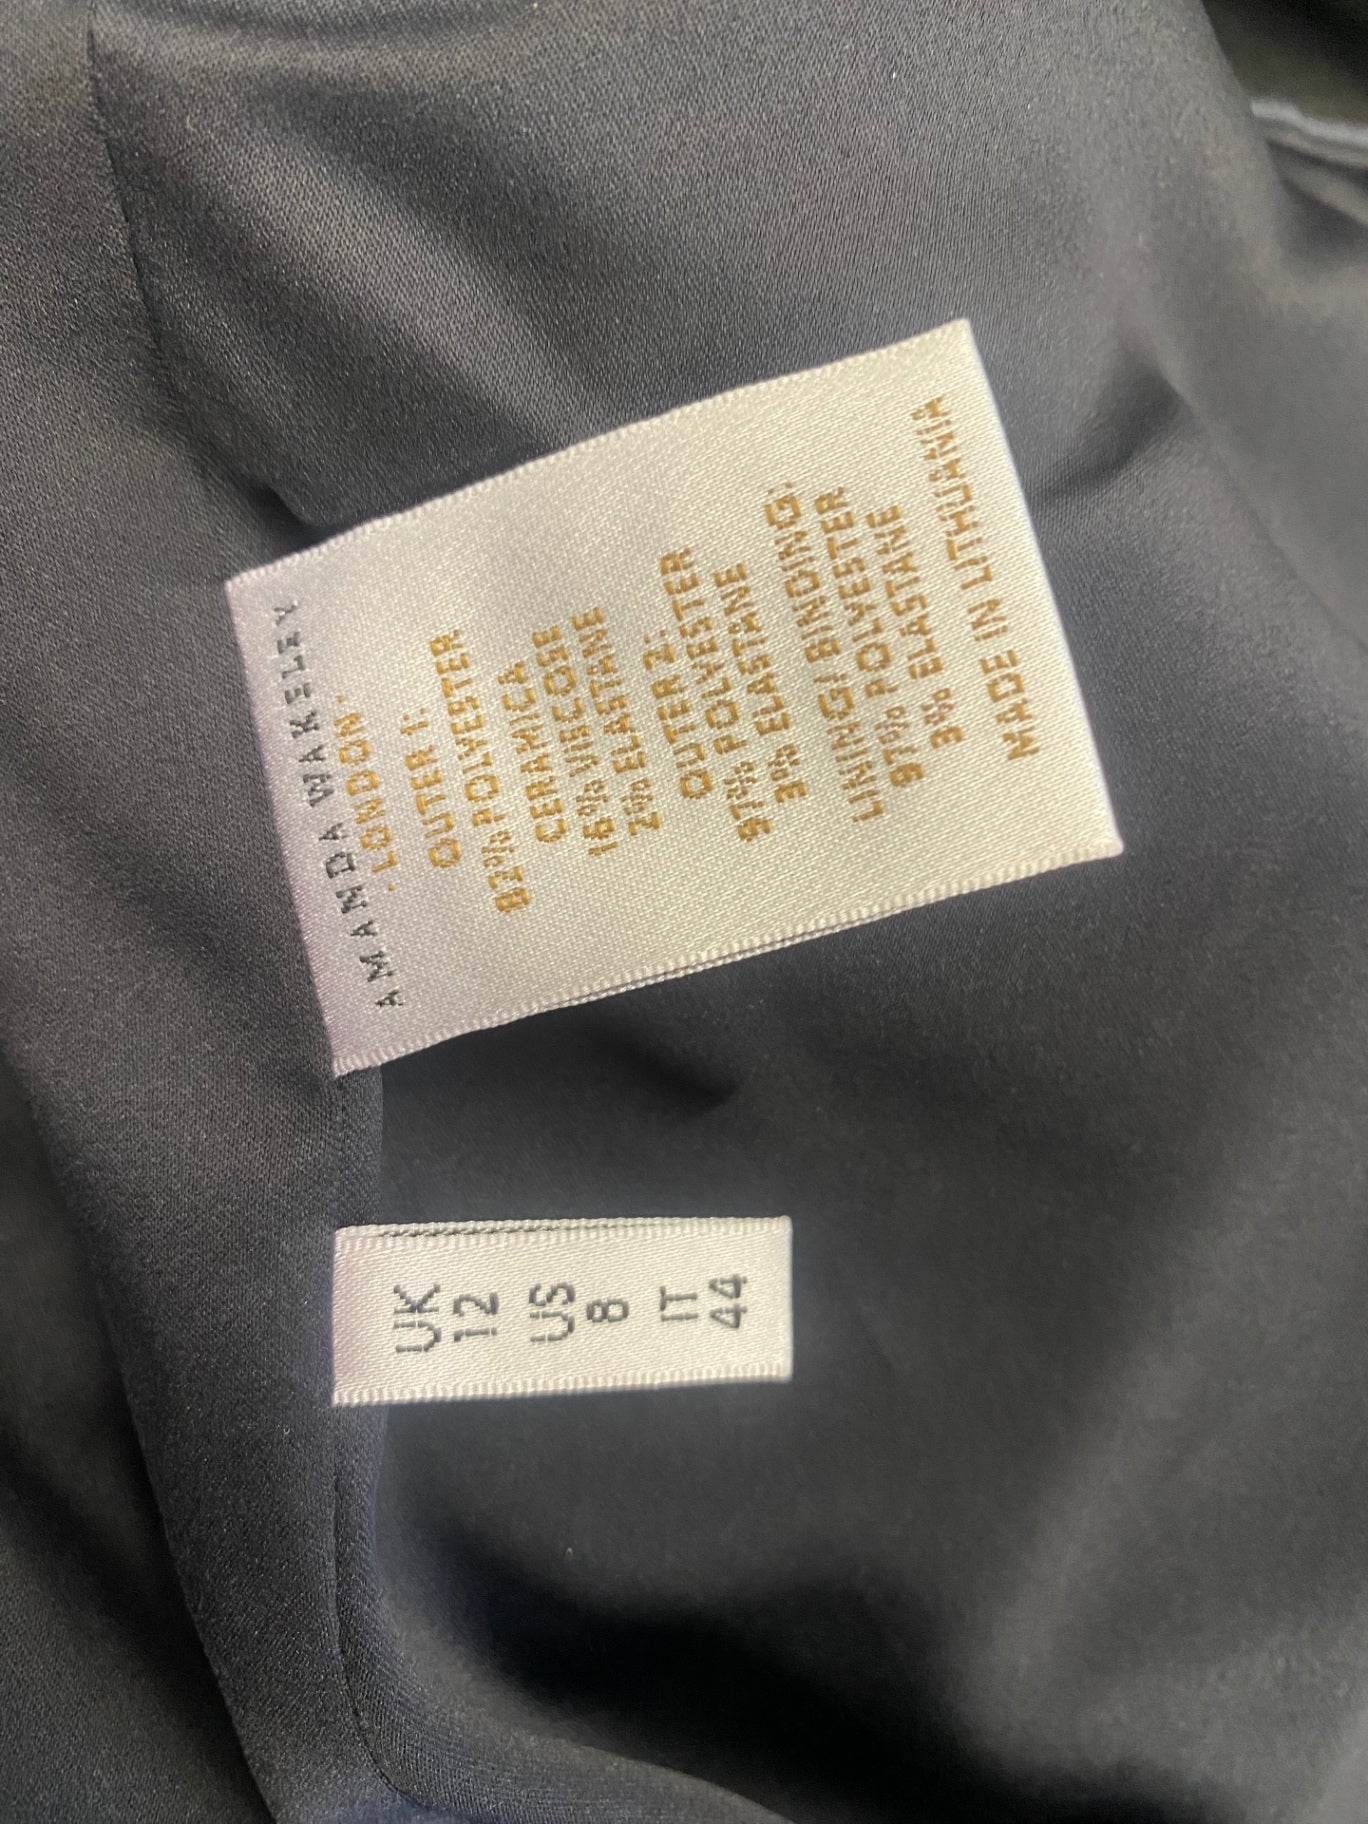 AMANDA WAKELEY
· LONDON ·
OUTER 1:
82% POLYESTER
CERAMICA
16% VISCOSE
2% ELASTANE
OUTER 2:
97% POLYESTER
3% ELASTANE
LINING/ BINDING:
97% POLYESTER
3% ELASTANE
MADE IN LITHUANIA
UK
12
US
8
IT
44